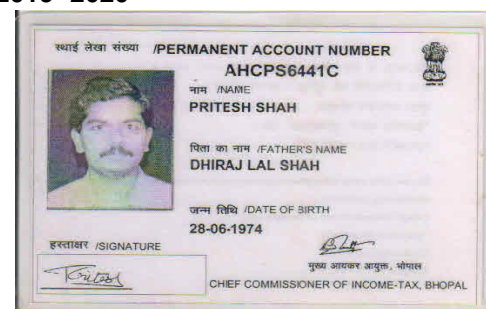 स्थाई लेखा संख्या /PERMANENT ACCOUNT NUMBER
AHCPS6441C
नाम /NAME
PRITESH SHAH
पिता का नाम /FATHER'S NAME
DHIRAJ LAL SHAH
जन्म तिथि /DATE OF BIRTH
28-06-1974
हस्ताक्षर /SIGNATURE
Pritesh
मुख्य आयकर आयुक्त, भोपाल
CHIEF COMMISSIONER OF INCOME-TAX, BHOPAL